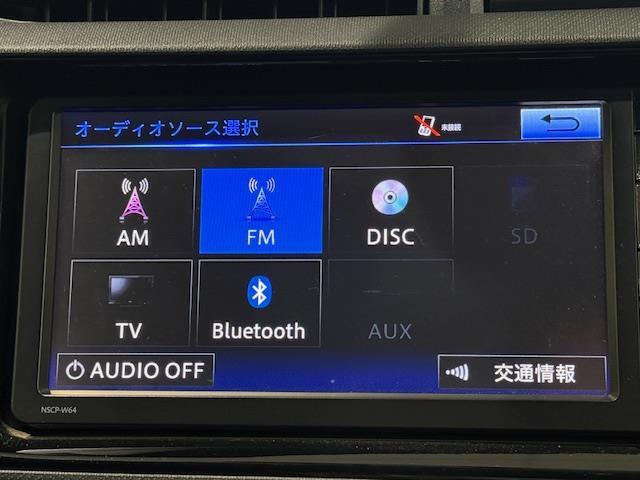 オーディオソース選択
未接続
AM
FM
DISC
SD
TV
Bluetooth
AUX
AUDIO OFF
交通情報
NSCP-W64